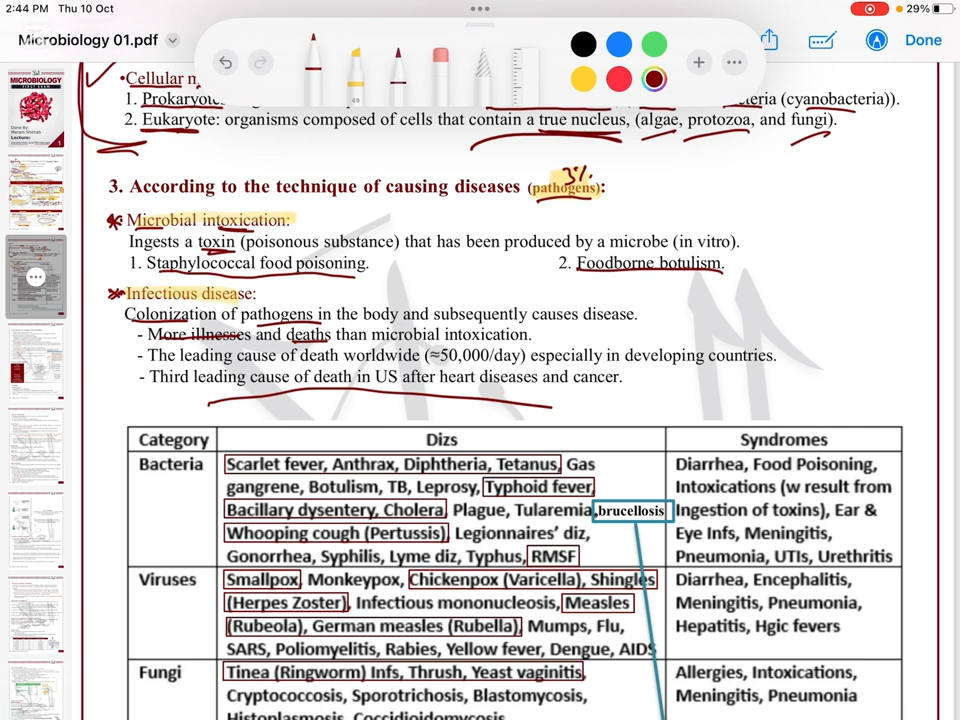 2:44 PM Thu 10 Oct
29%
Microbiology 01.pdf
Done
MICROBIOLOGY
FIRST EXAM
Lecture:
1
49
•Cellular
1. Prokaryote (cyanobacteria)).
2. Eukaryote: organisms composed of cells that contain a true nucleus, (algae, protozoa, and fungi).
3%
3. According to the technique of causing diseases (pathogens):
Microbial intoxication:
Ingests a toxin (poisonous substance) that has been produced by a microbe (in vitro).
1. Staphylococcal food poisoning. 2. Foodborne botulism.
Infectious disease:
Colonization of pathogens in the body and subsequently causes disease.
- More illnesses and deaths than microbial intoxication.
- The leading cause of death worldwide (≈50,000/day) especially in developing countries.
- Third leading cause of death in US after heart diseases and cancer.
Category Dizs Syndromes
Bacteria Scarlet fever, Anthrax, Diphtheria, Tetanus, Gas Diarrhea, Food Poisoning,
gangrene, Botulism, TB, Leprosy, Typhoid fever, Intoxications (w result from
Bacillary dysentery, Cholera, Plague, Tularemia, brucellosis Ingestion of toxins), Ear &
Whooping cough (Pertussis), Legionnaires’ diz, Eye Infs, Meningitis,
Gonorrhea, Syphilis, Lyme diz, Typhus, RMSF Pneumonia, UTIs, Urethritis
Viruses Smallpox, Monkeypox, Chickenpox (Varicella), Shingles Diarrhea, Encephalitis,
(Herpes Zoster), Infectious mononucleosis, Measles Meningitis, Pneumonia,
(Rubeola), German measles (Rubella), Mumps, Flu, Hepatitis, Hgic fevers
SARS, Poliomyelitis, Rabies, Yellow fever, Dengue, AIDS
Fungi Tinea (Ringworm) Infs, Thrush, Yeast vaginitis, Allergies, Intoxications,
Cryptococcosis, Sporotrichosis, Blastomycosis, Meningitis, Pneumonia
Histoplasmosis, Coccidioidomycosis